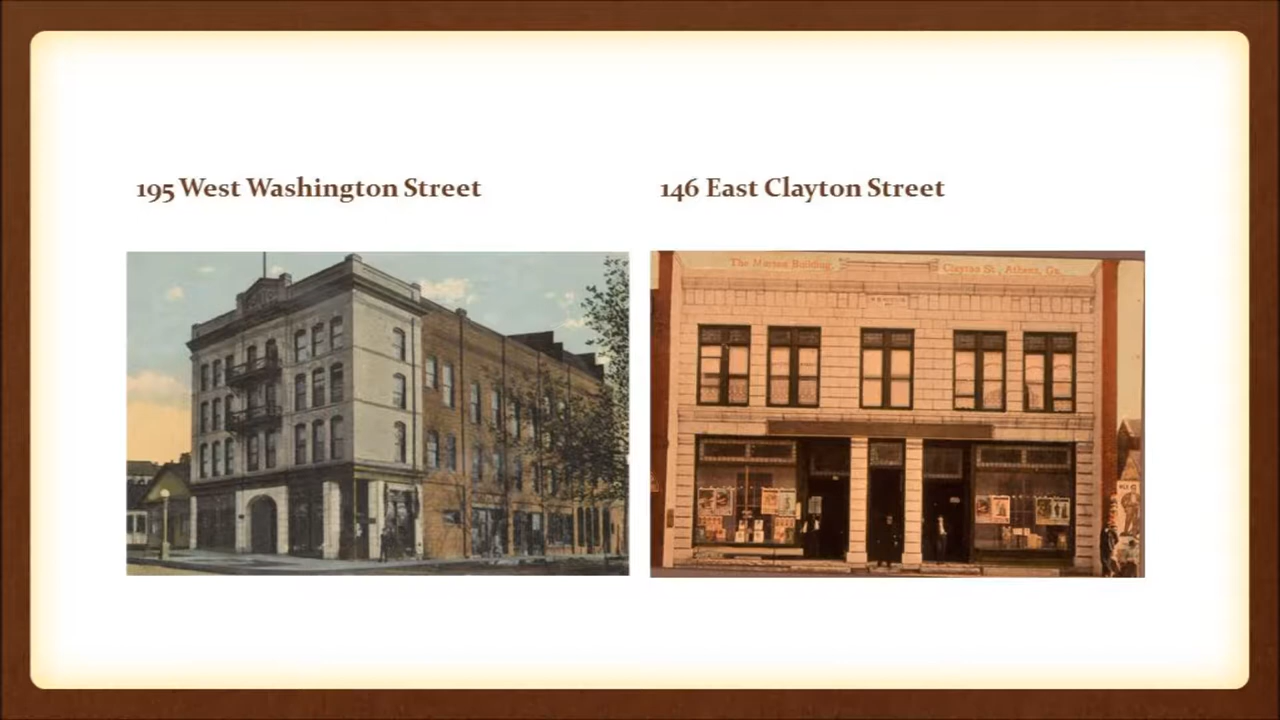 195 West Washington Street
146 East Clayton Street
The Morton Building,
Clayton St., Athens, Ga.